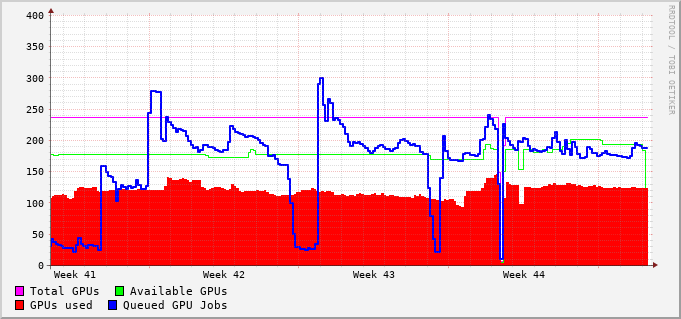 400
350
300
250
200
150
100
50
0
Week 41 Week 42 Week 43 Week 44
Total GPUs Available GPUs
GPUs used Queued GPU Jobs
RRDTOOL / TOBI OETIKER